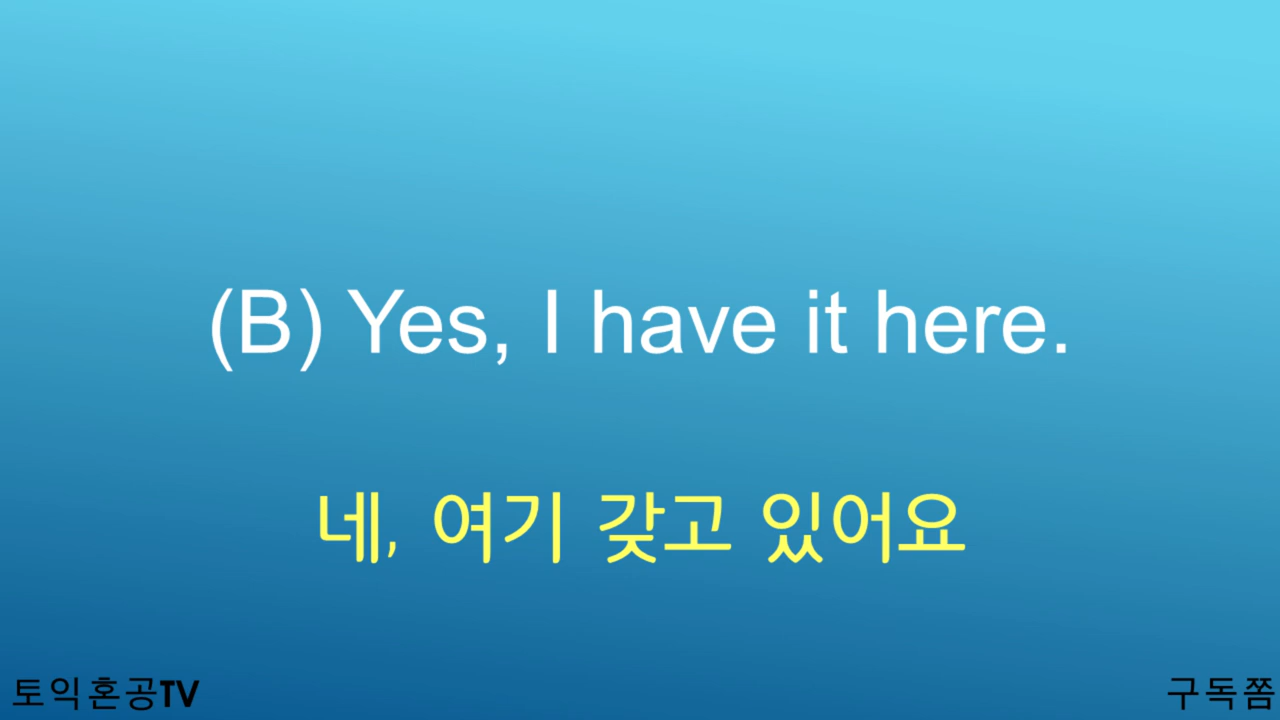 (B) Yes, I have it here.
네, 여기 갖고 있어요
토익혼공TV
구독쫌